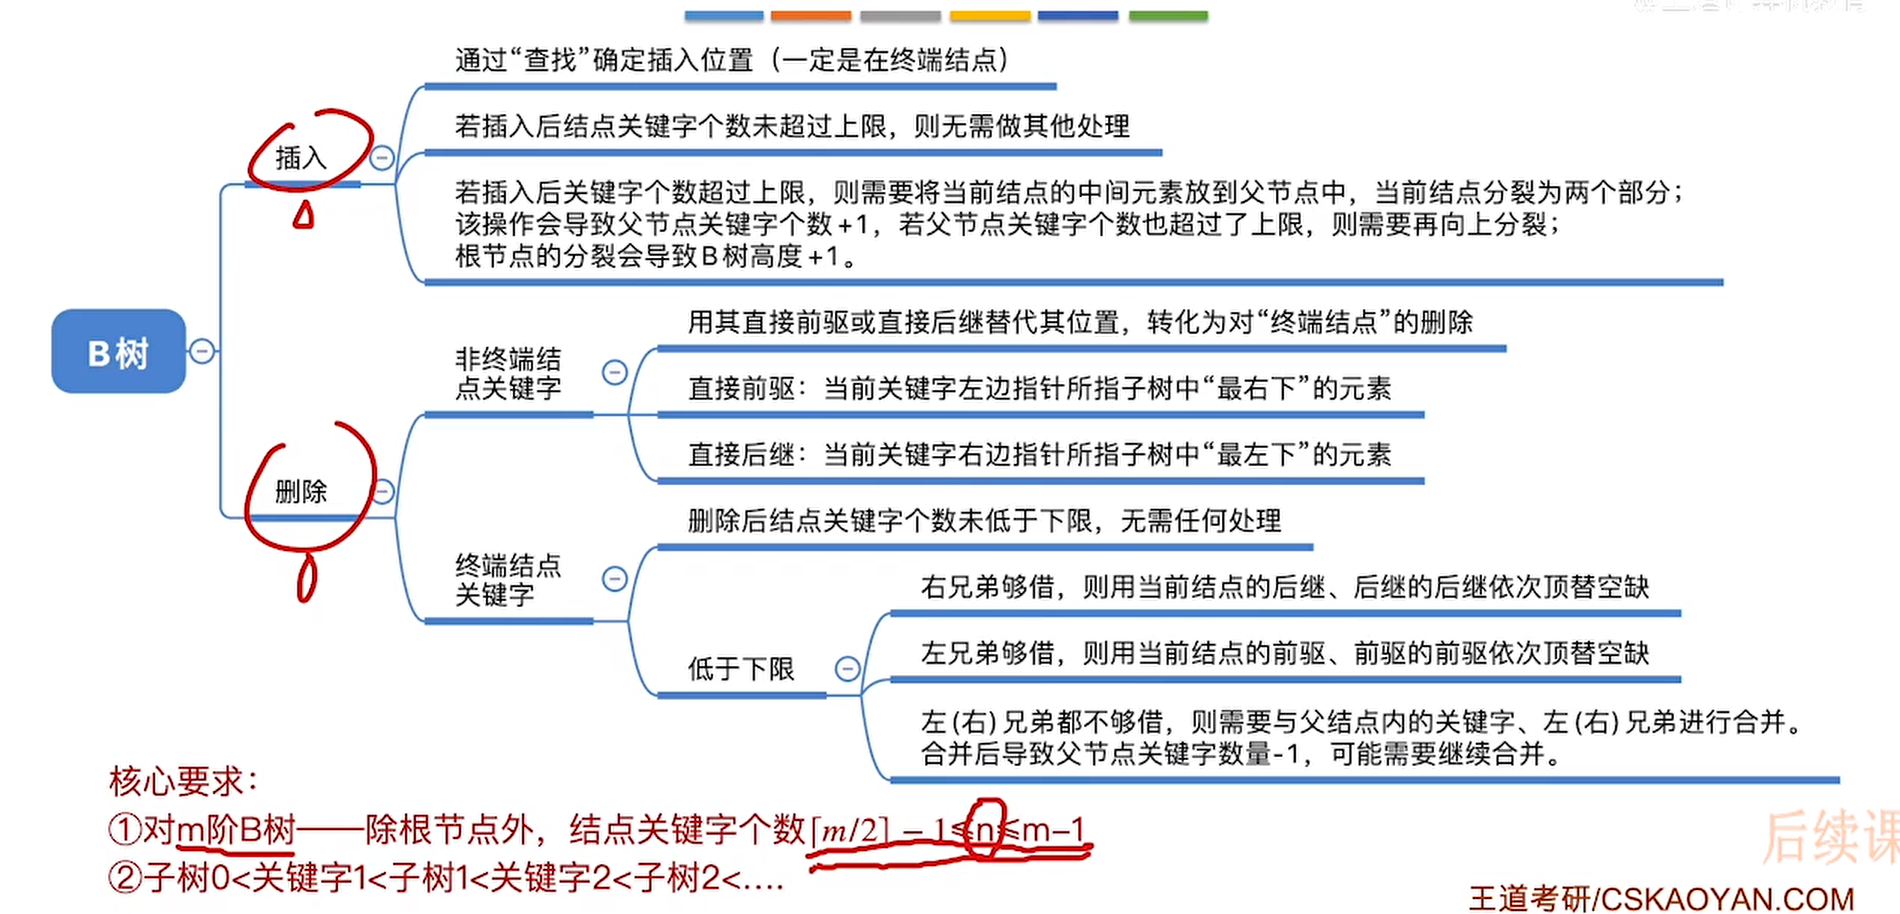 通过“查找”确定插入位置（一定是在终端结点）
若插入后结点关键字个数未超过上限，则无需做其他处理
插入
若插入后关键字个数超过上限，则需要将当前结点的中间元素放到父节点中，当前结点分裂为两个部分；
该操作会导致父节点关键字个数+1，若父节点关键字个数也超过了上限，则需要再向上分裂；
根节点的分裂会导致B树高度+1。
B树
用其直接前驱或直接后继替代其位置，转化为对“终端结点”的删除
非终端结
点关键字
直接前驱：当前关键字左边指针所指子树中“最右下”的元素
直接后继：当前关键字右边指针所指子树中“最左下”的元素
删除
删除后结点关键字个数未低于下限，无需任何处理
终端结点
关键字
右兄弟够借，则用当前结点的后继、后继的后继依次顶替空缺
低于下限
左兄弟够借，则用当前结点的前驱、前驱的前驱依次顶替空缺
左(右)兄弟都不够借，则需要与父结点内的关键字、左(右)兄弟进行合并。
合并后导致父节点关键字数量-1，可能需要继续合并。
核心要求：
①对m阶B树——除根节点外，结点关键字个数⌈m/2⌉−1≤n≤m−1
②子树0<关键字1<子树1<关键字2<子树2<....
后续课
王道考研/CSKAOYAN.COM